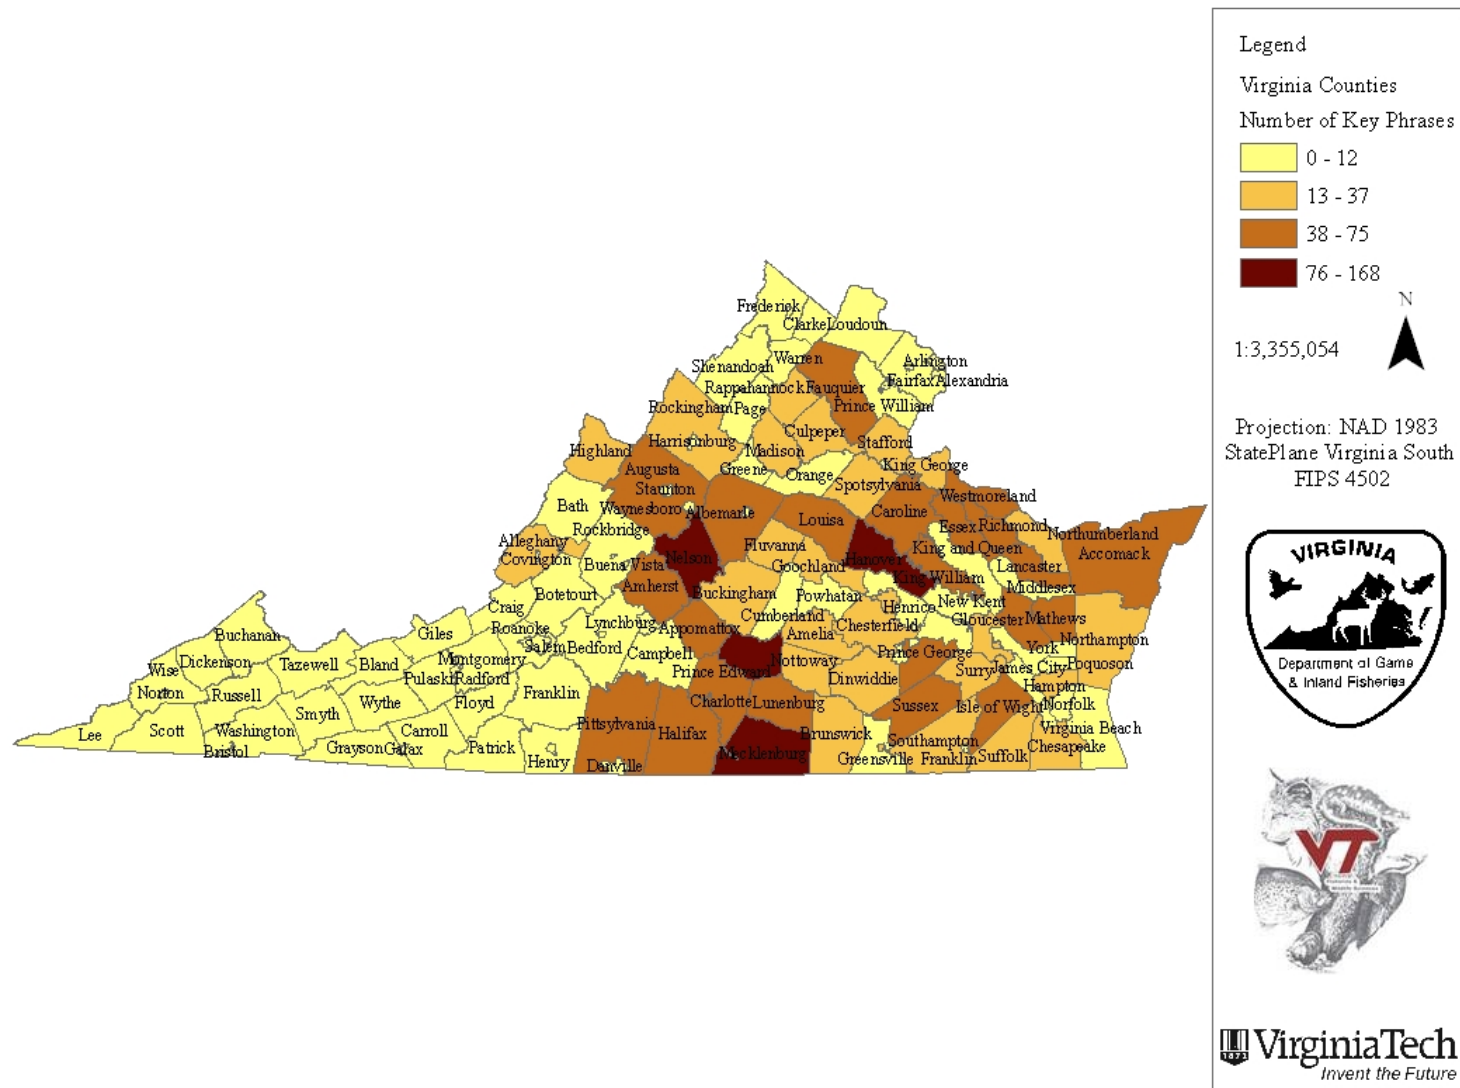 Legend
Virginia Counties
Number of Key Phrases
0 - 12
13 - 37
38 - 75
76 - 168
N
1:3,355,054
Projection: NAD 1983
StatePlane Virginia South
FIPS 4502
VIRGINIA
Department of Game
& Inland Fisheries
VT
1872
VirginiaTech
Invent the Future
Frederick
Clarke
Loudoun
Warren
Shenandoah
Arlington
Fairfax
Alexandria
Rappahannock
Fauquier
Rockingham
Page
Prince William
Culpeper
Harrisonburg
Madison
Stafford
Highland
Greene
Orange
King George
Augusta
Staunton
Spotsylvania
Westmoreland
Bath
Waynesboro
Albemarle
Louisa
Caroline
Essex
Richmond
Rockbridge
Northumberland
Accomack
Alleghany
Covington
Fluvanna
Hanover
King and Queen
Nelson
Goochland
Lancaster
Buena Vista
Amherst
King William
Middlesex
Botetourt
Buckingham
Powhatan
New Kent
Craig
Henrico
Cumberland
Gloucester
Mathews
Roanoke
Lynchburg
Appomattox
Amelia
Chesterfield
Buchanan
Giles
Salem
Bedford
Campbell
Prince George
York
Northampton
Dickenson
Tazewell
Bland
Montgomery
Nottoway
Wise
Pulaski
Radford
Prince Edward
Dinwiddie
Surry
James City
Poquoson
Norton
Russell
Wythe
Floyd
Franklin
Hampton
Charlotte
Lunenburg
Sussex
Isle of Wight
Norfolk
Smyth
Lee
Scott
Washington
Carroll
Pittsylvania
Halifax
Brunswick
Virginia Beach
Southampton
Chesapeake
Bristol
Grayson
Galax
Patrick
Henry
Danville
Mecklenburg
Greensville
Franklin
Suffolk